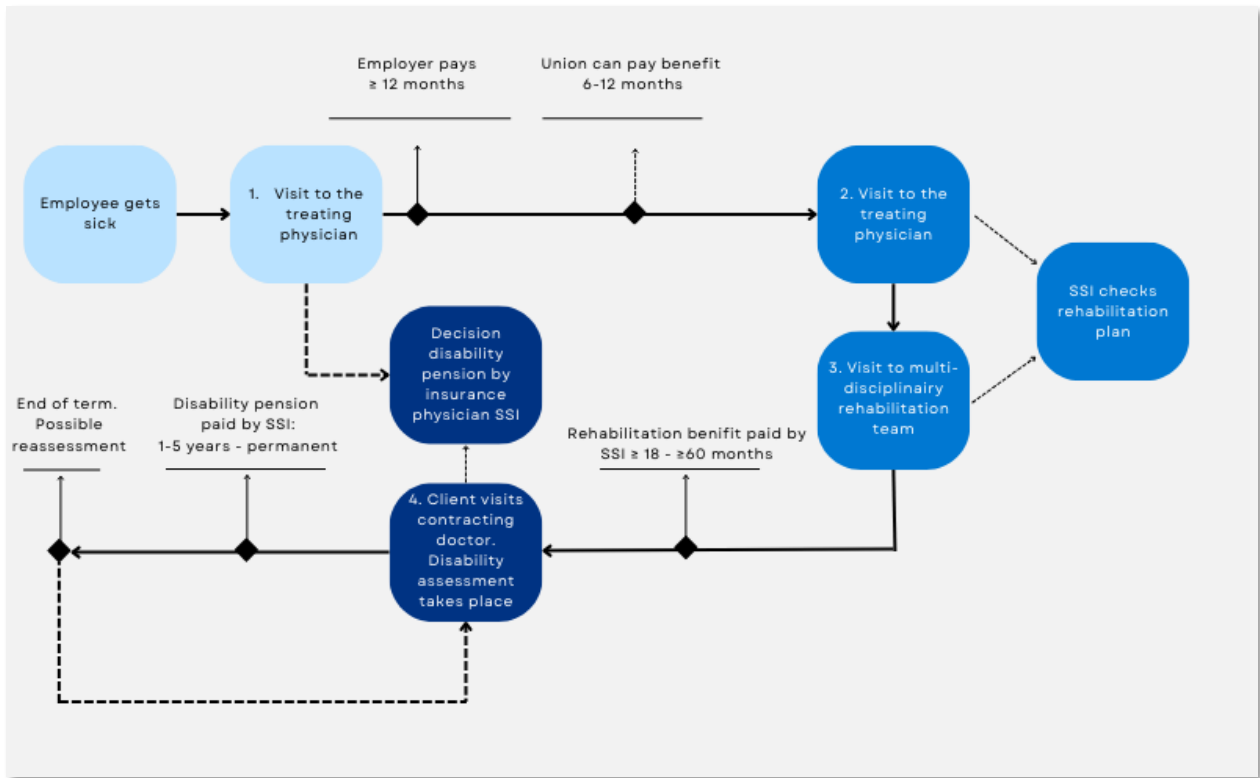 Employer pays
≥ 12 months
Union can pay benefit
6-12 months
Employee gets
sick
1. Visit to the
treating
physician
2. Visit to the
treating
physician
SSI checks
rehabilitation
plan
Decision
disability
pension by
insurance
physician SSI
3. Visit to multi-
disciplinairy
rehabilitation
team
End of term.
Possible
reassessment
Disability pension
paid by SSI:
1-5 years - permanent
Rehabilitation benifit paid by
SSI ≥ 18 - ≥60 months
4. Client visits
contracting
doctor.
Disability
assessment
takes place